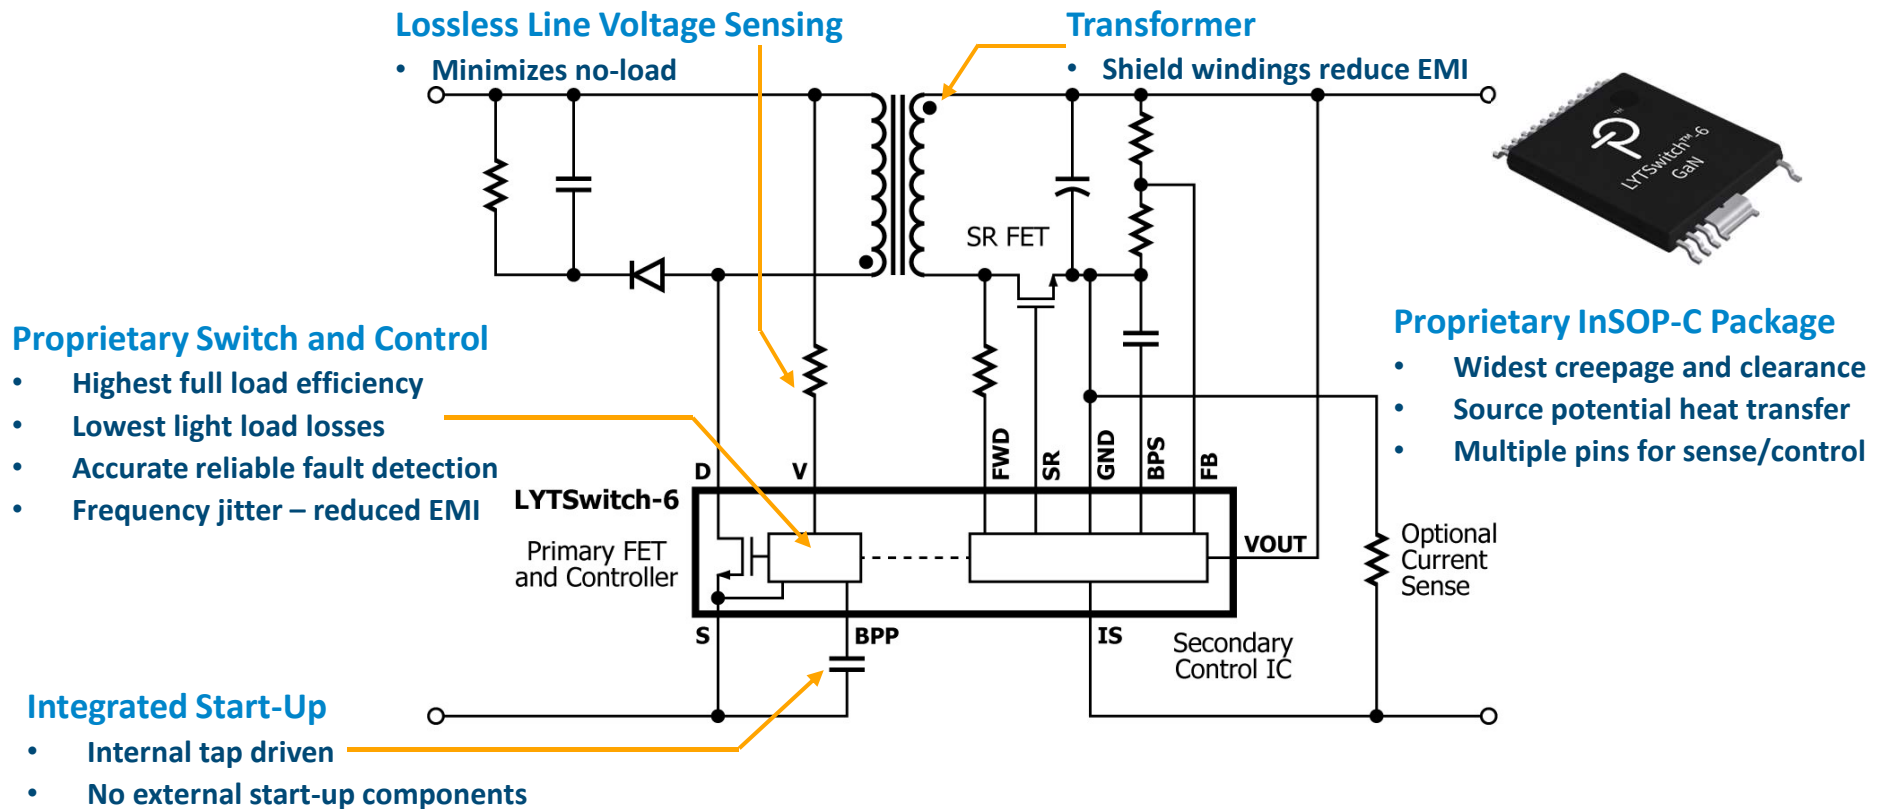 Lossless Line Voltage Sensing
• Minimizes no-load
Transformer
• Shield windings reduce EMI
LYTSwitch™-6
GaN
SR FET
Proprietary Switch and Control
• Highest full load efficiency
• Lowest light load losses
• Accurate reliable fault detection
• Frequency jitter – reduced EMI
Proprietary InSOP-C Package
• Widest creepage and clearance
• Source potential heat transfer
• Multiple pins for sense/control
D
V
FWD
SR
GND
BPS
FB
LYTSwitch-6
Primary FET
and Controller
VOUT
Optional
Current
Sense
S
BPP
IS
Secondary
Control IC
Integrated Start-Up
• Internal tap driven
• No external start-up components